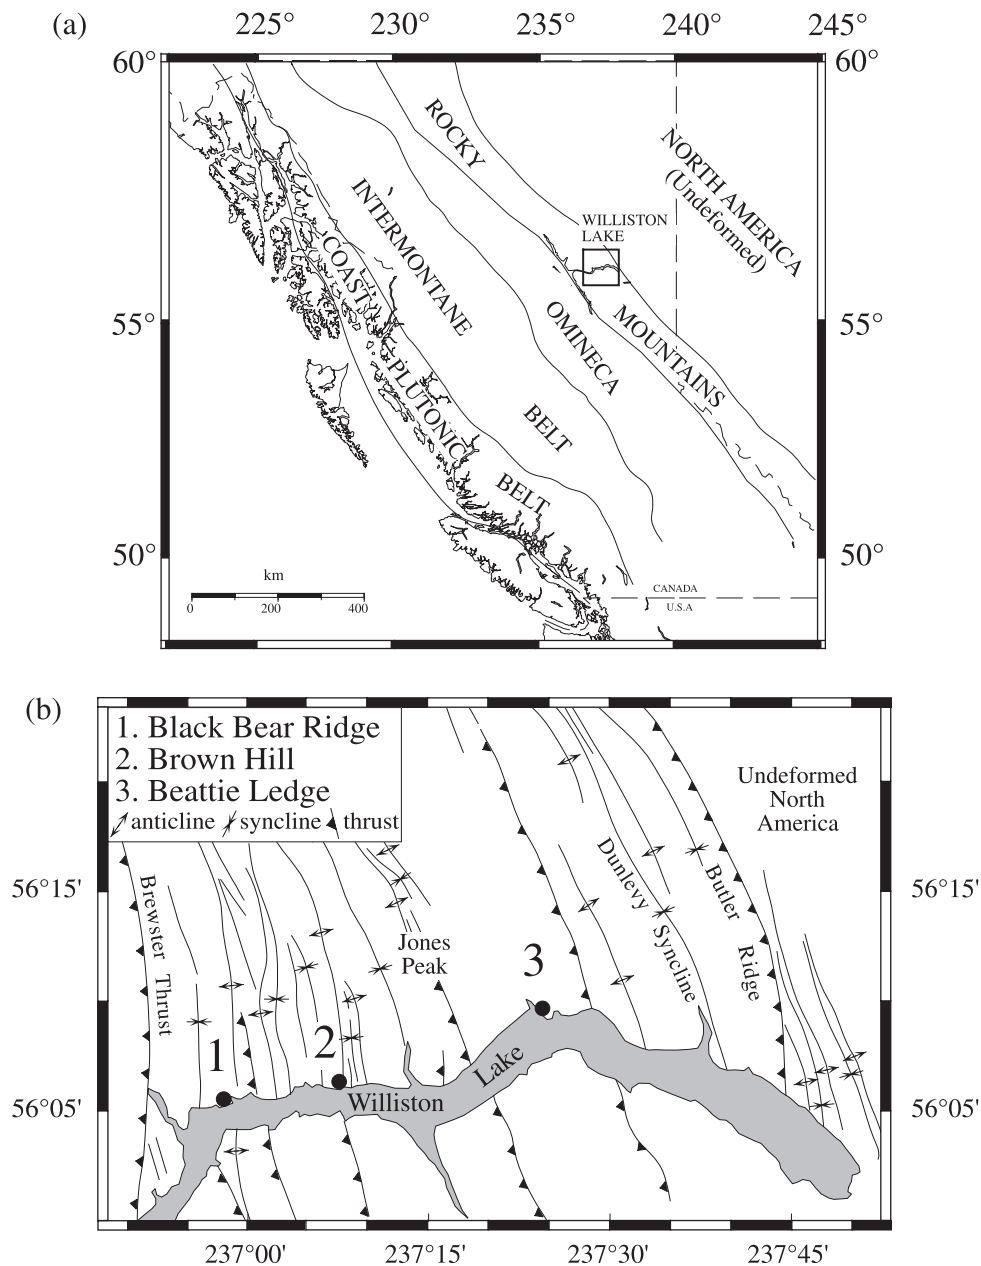 (a)
225° 230° 235° 240° 245°
60° 60°
ROCKY
NORTH AMERICA
(Undeformed)
INTERMONTANE
WILLISTON
LAKE
COAST
OMINECA
MOUNTAINS
55° 55°
PLUTONIC
BELT
BELT
50° 50°
km
0 200 400
CANADA
U.S.A
(b)
1. Black Bear Ridge
2. Brown Hill
3. Beattie Ledge
anticline syncline thrust
Undeformed
North
America
56°15' 56°15'
Brewster Thrust
Dunlevy Syncline
Butler Ridge
Jones
Peak
3
1
2
Williston Lake
56°05' 56°05'
237°00' 237°15' 237°30' 237°45'